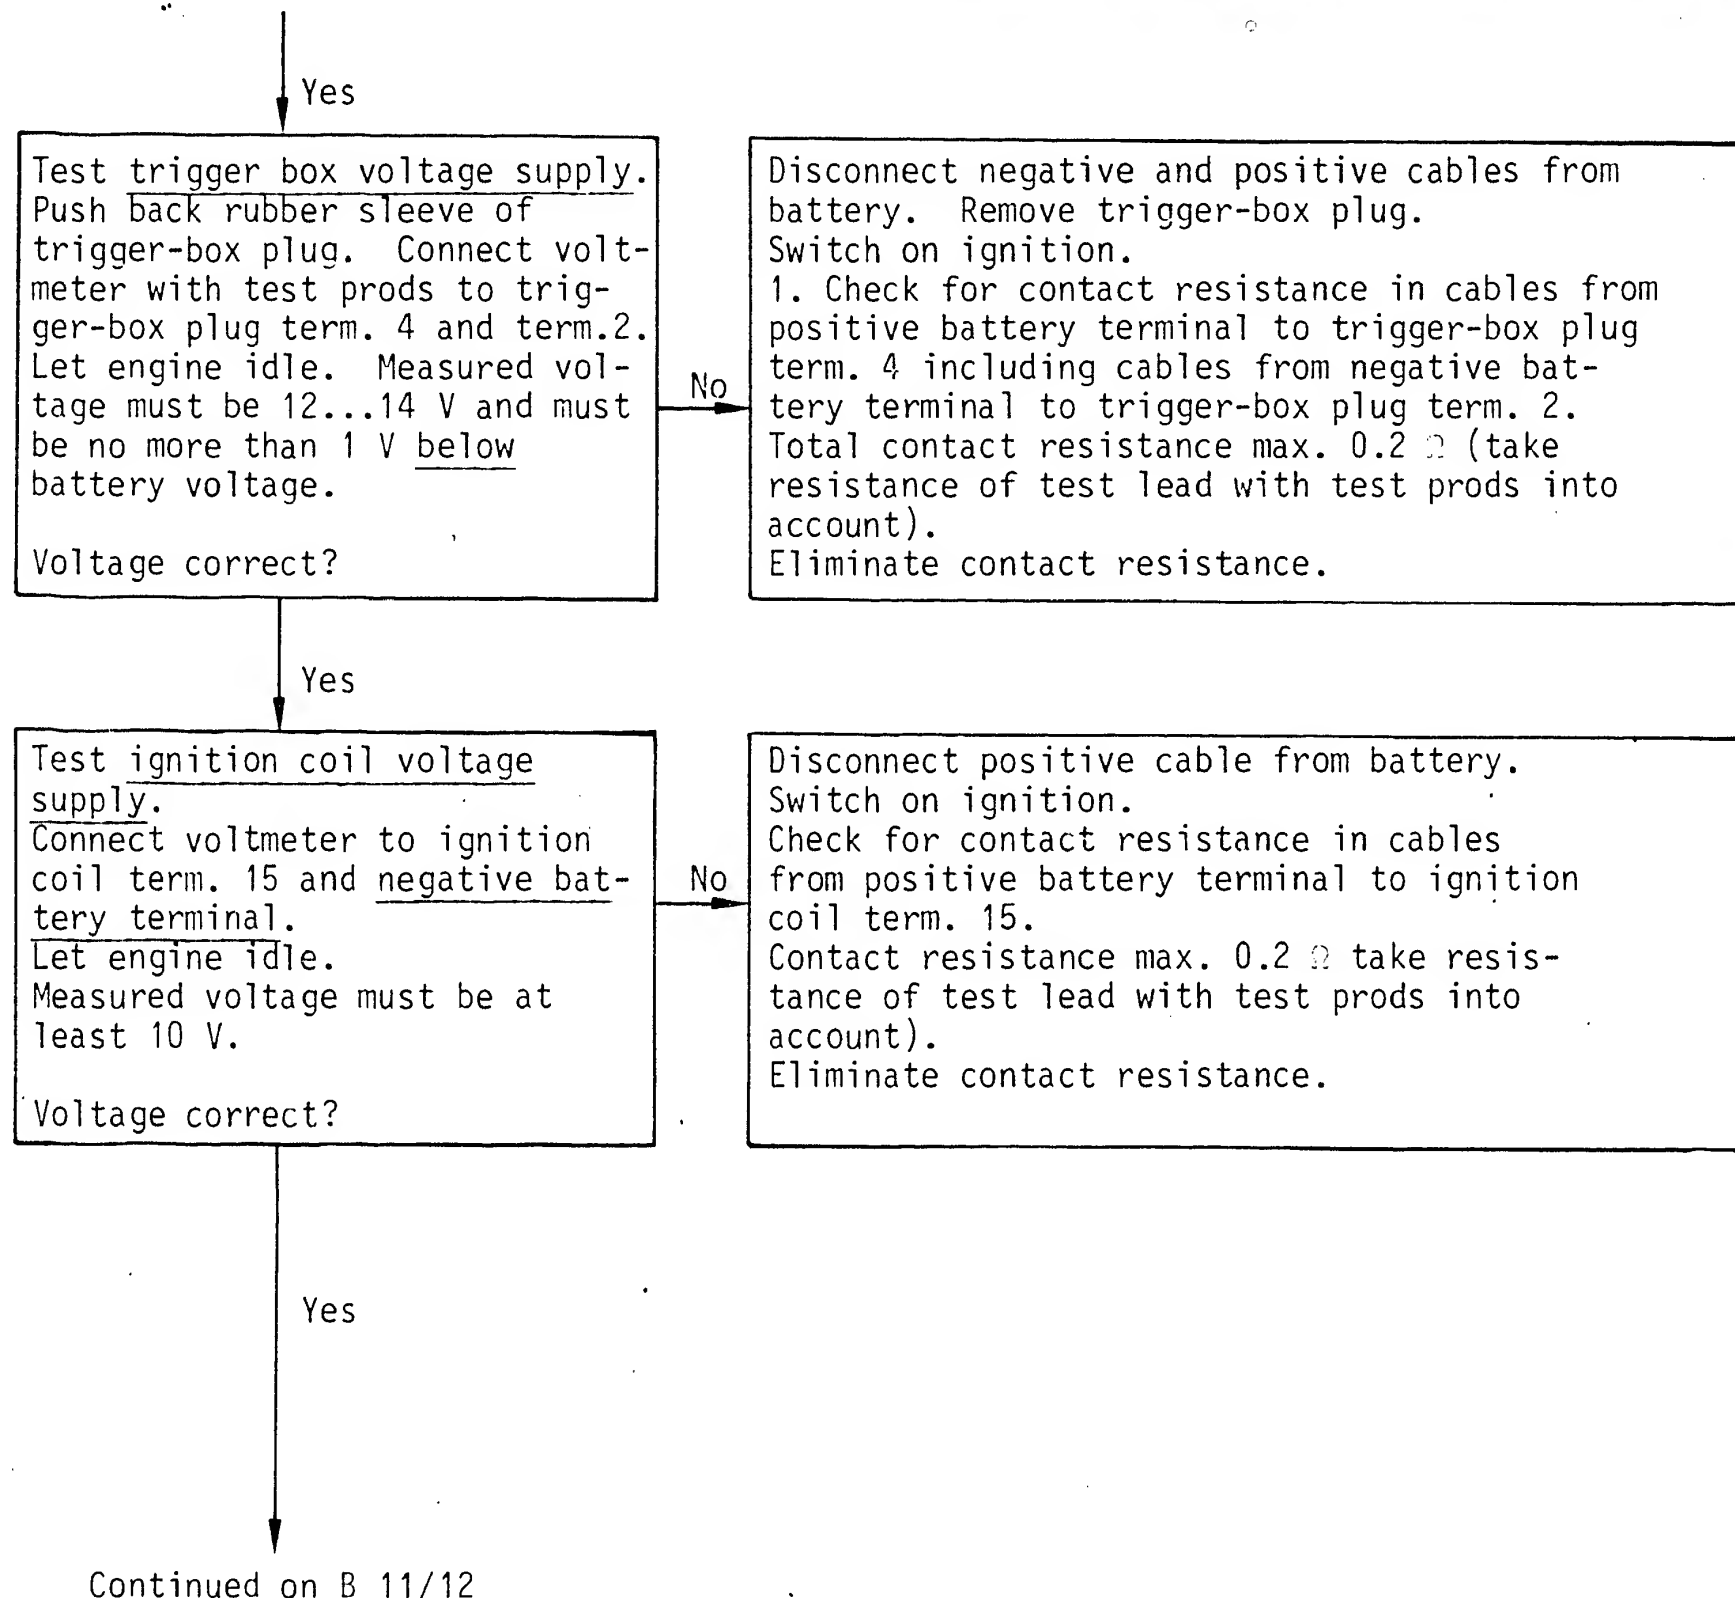 Yes
Test trigger box voltage supply.
Push back rubber sleeve of
trigger-box plug.  Connect volt-
meter with test prods to trig-
ger-box plug term. 4 and term.2.
Let engine idle.  Measured vol-
tage must be 12...14 V and must
be no more than 1 V below
battery voltage.
Voltage correct?
No
Disconnect negative and positive cables from
battery.  Remove trigger-box plug.
Switch on ignition.
1. Check for contact resistance in cables from
positive battery terminal to trigger-box plug
term. 4 including cables from negative bat-
tery terminal to trigger-box plug term. 2.
Total contact resistance max. 0.2 Ω (take
resistance of test lead with test prods into
account).
Eliminate contact resistance.
Yes
Test ignition coil voltage
supply.
Connect voltmeter to ignition
coil term. 15 and negative bat-
tery terminal.
Let engine idle.
Measured voltage must be at
least 10 V.
Voltage correct?
No
Disconnect positive cable from battery.
Switch on ignition.
Check for contact resistance in cables
from positive battery terminal to ignition
coil term. 15.
Contact resistance max. 0.2 Ω take resis-
tance of test lead with test prods into
account).
Eliminate contact resistance.
Yes
Continued on B 11/12